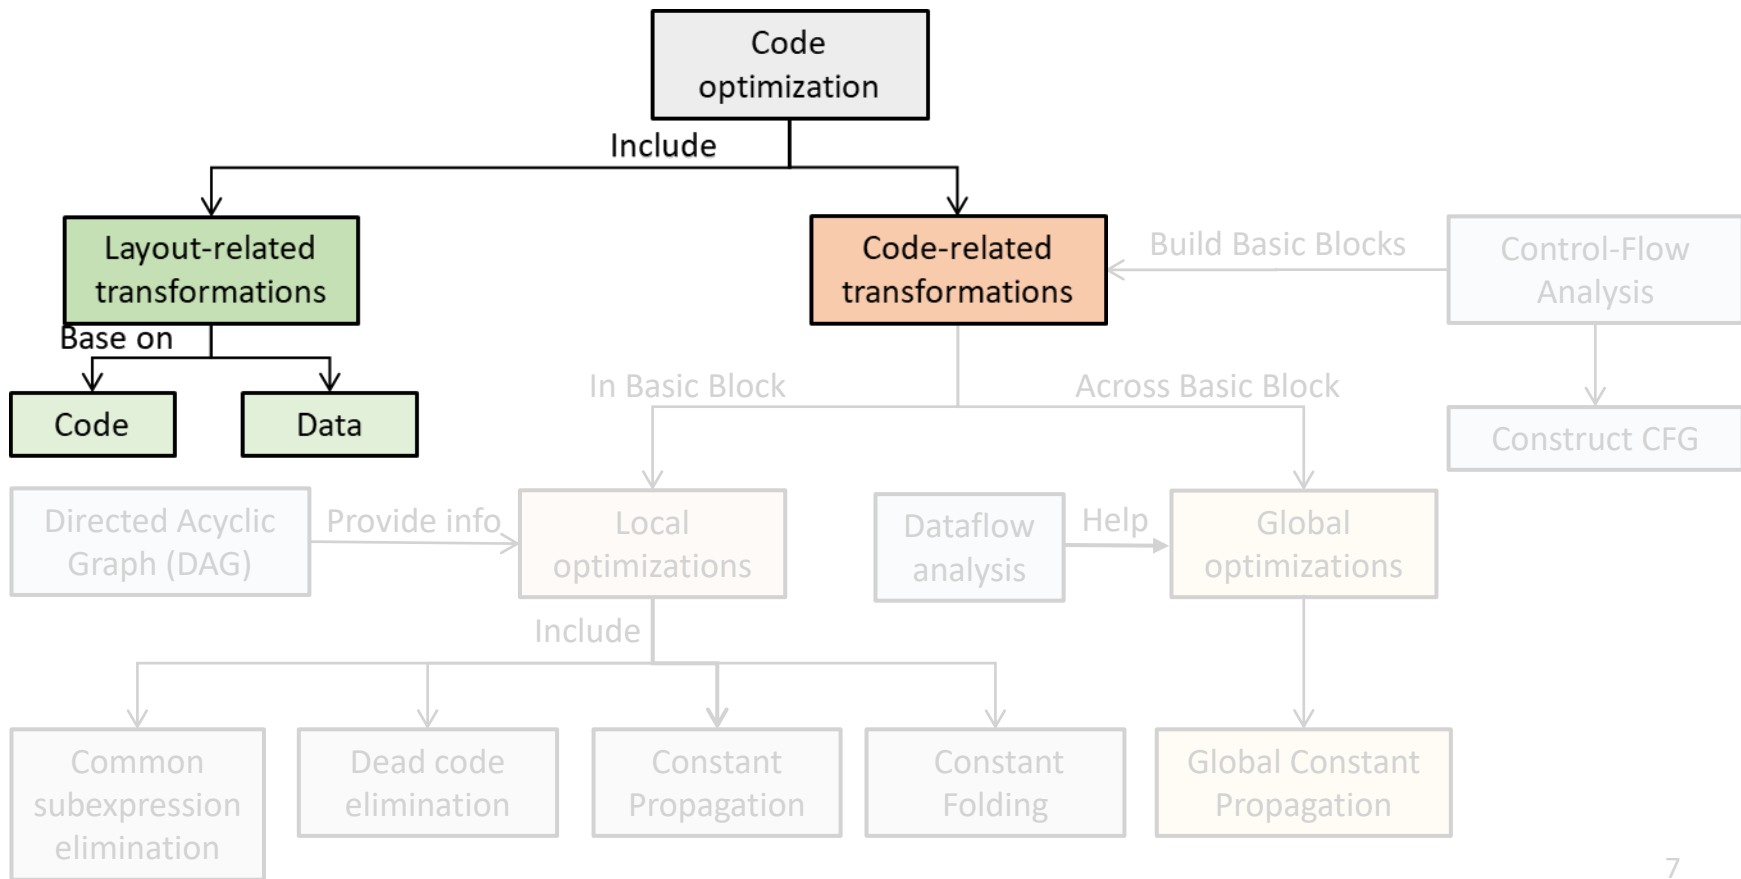 Code
optimization
Include
Layout-related
transformations
Code-related
transformations
Build Basic Blocks
Control-Flow
Analysis
Base on
Code
Data
In Basic Block
Across Basic Block
Construct CFG
Directed Acyclic
Graph (DAG)
Provide info
Local
optimizations
Dataflow
analysis
Help
Global
optimizations
Include
Common
subexpression
elimination
Dead code
elimination
Constant
Propagation
Constant
Folding
Global Constant
Propagation
7